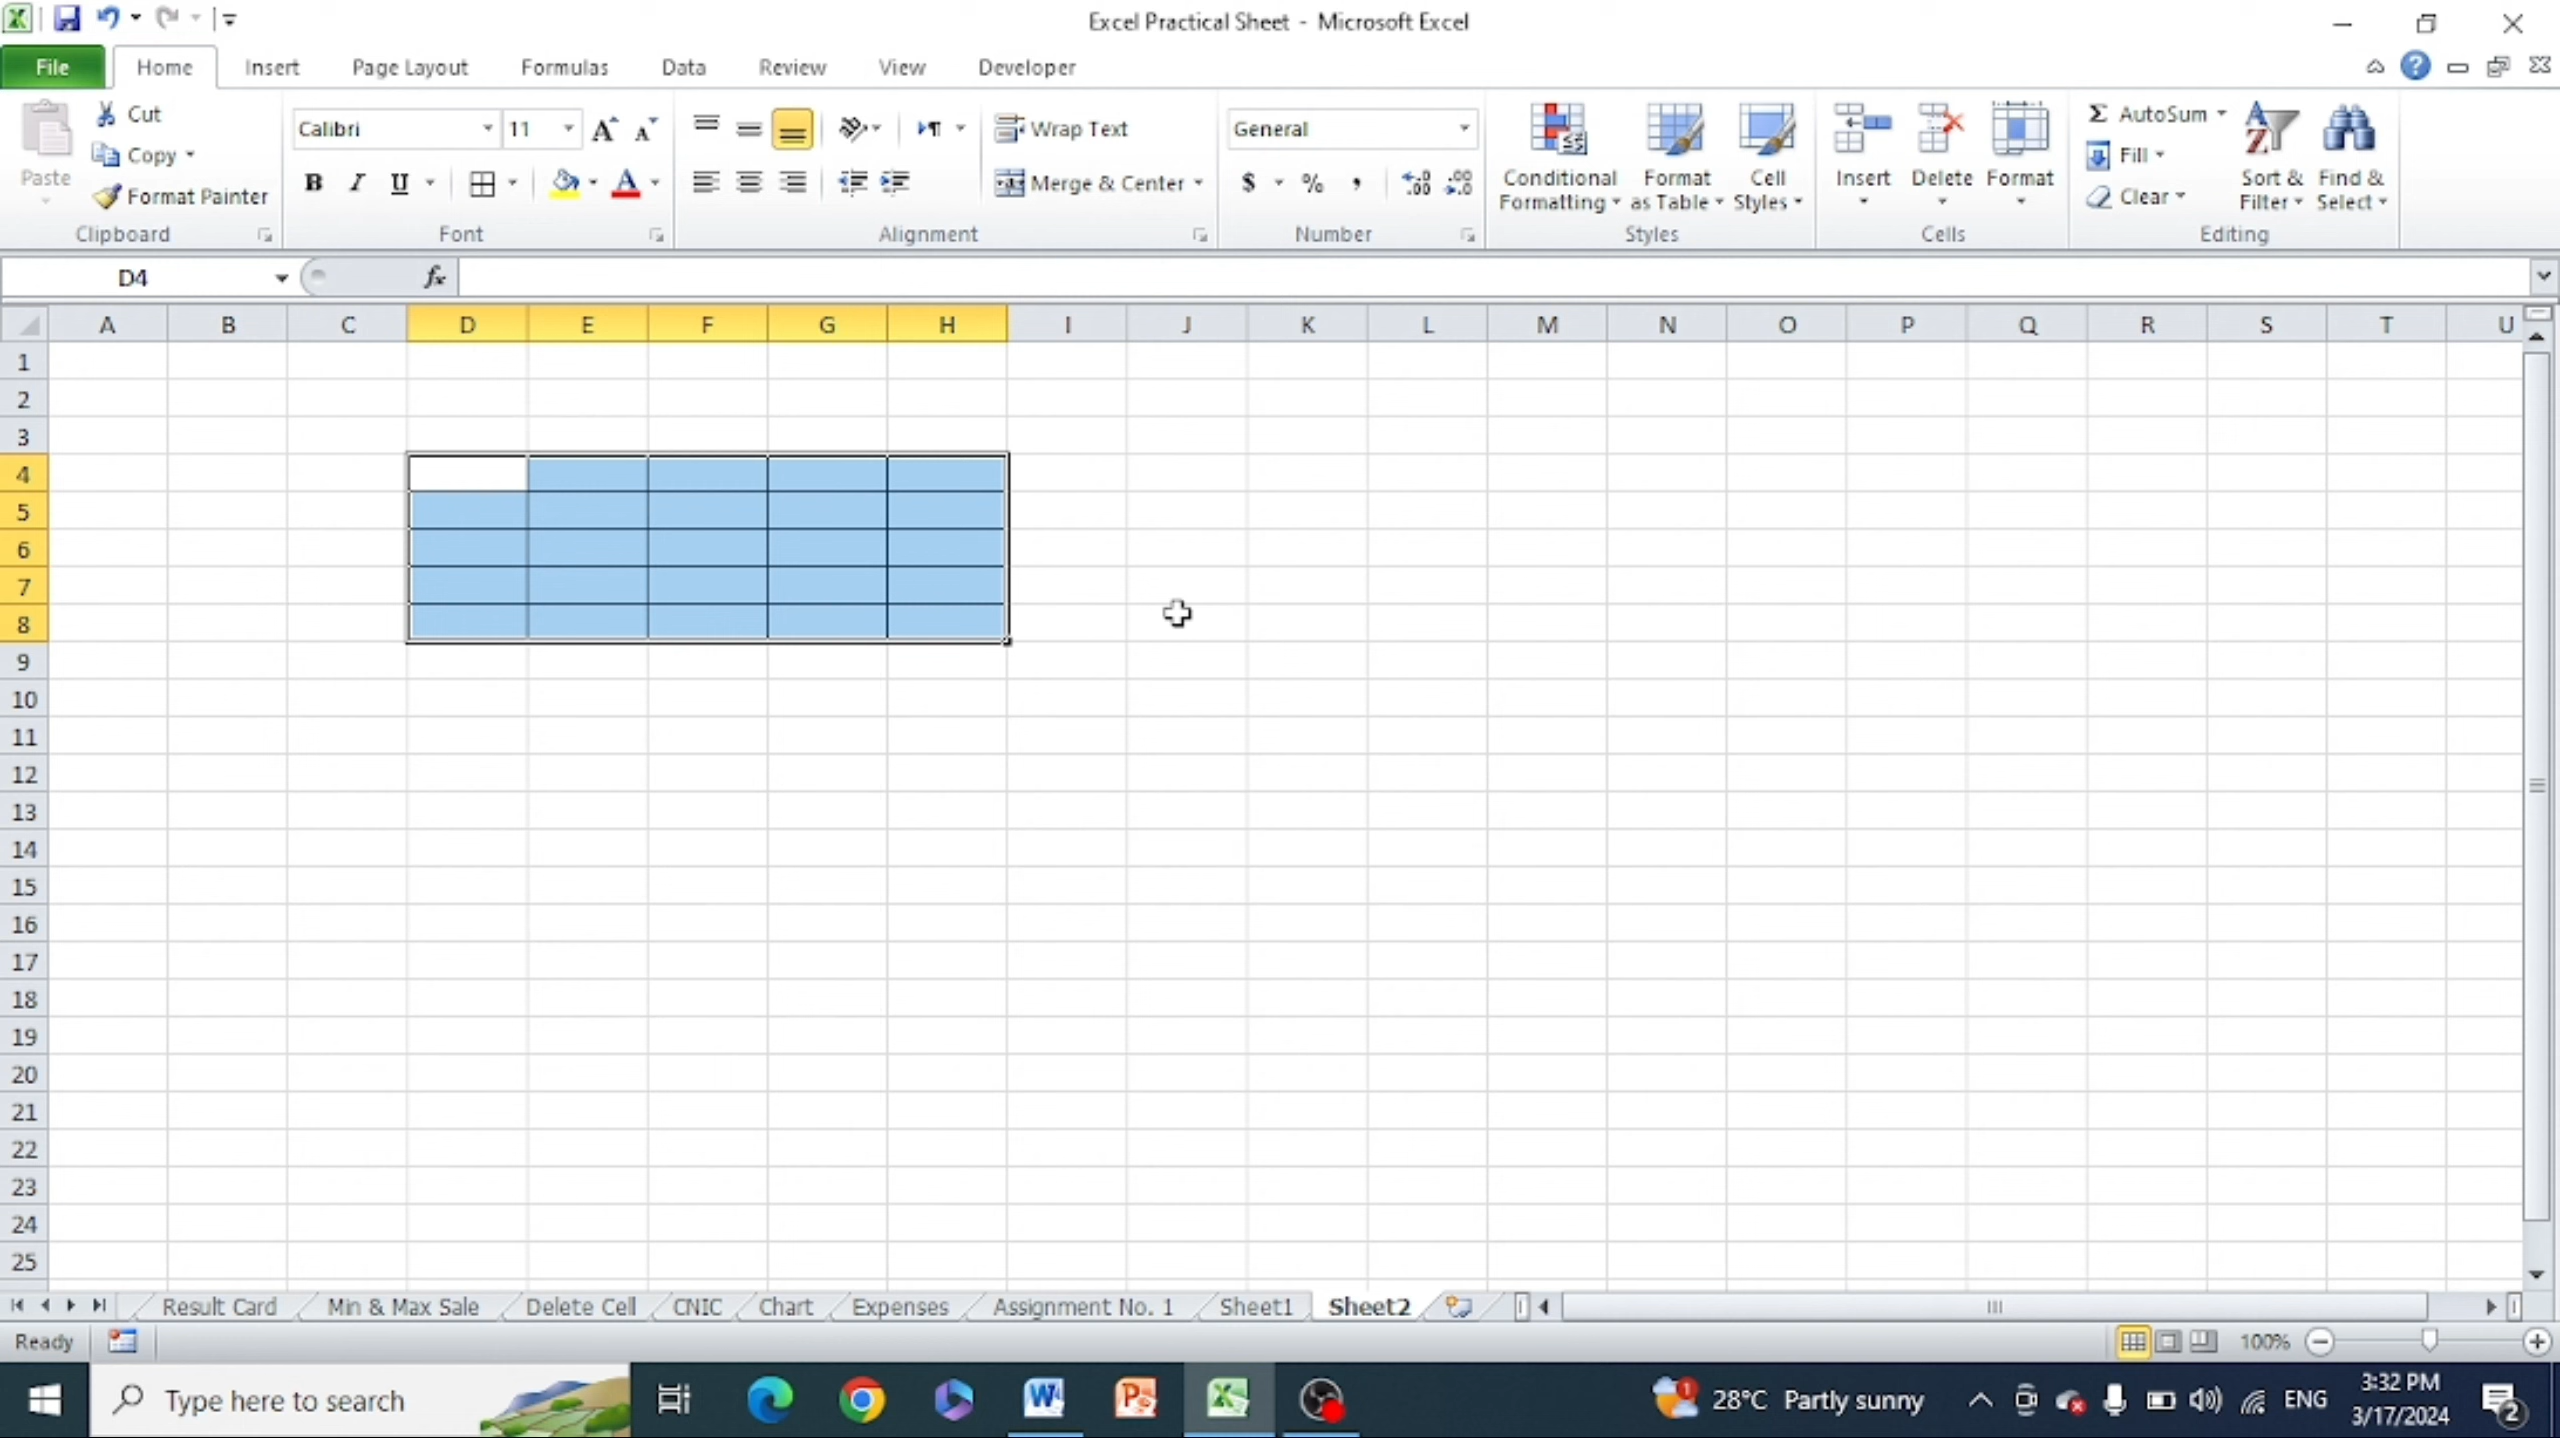 Excel Practical Sheet - Microsoft Excel
File Home Insert Page Layout Formulas Data Review View Developer
Paste
Cut
Copy
Format Painter
Clipboard
Calibri 11
B I U
Font
Wrap Text
Merge & Center
Alignment
General
$ % ,
Number
Conditional Formatting
Format as Table
Cell Styles
Styles
Insert Delete Format
Cells
Σ AutoSum
Fill
Clear
Sort & Filter
Find & Select
Editing
D4 fx
A B C D E F G H I J K L M N O P Q R S T U
1
2
3
4
5
6
7
8
9
10
11
12
13
14
15
16
17
18
19
20
21
22
23
24
25
Result Card Min & Max Sale Delete Cell CNIC Chart Expenses Assignment No. 1 Sheet1 Sheet2
Ready 100%
Type here to search 28°C Partly sunny ENG 3:32 PM
3/17/2024 2